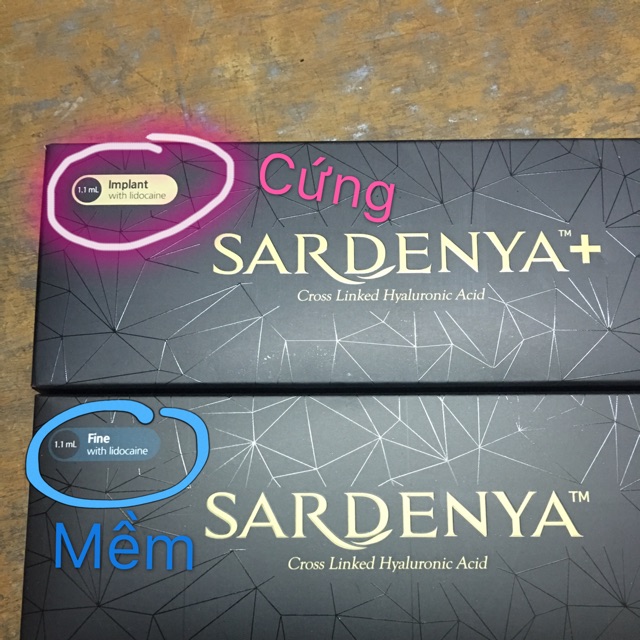 1.1 mL Implant
with lidocaine
Cứng
SARDENYA™+
Cross Linked Hyaluronic Acid
1.1 mL Fine
with lidocaine
Mềm
SARDENYA™
Cross Linked Hyaluronic Acid